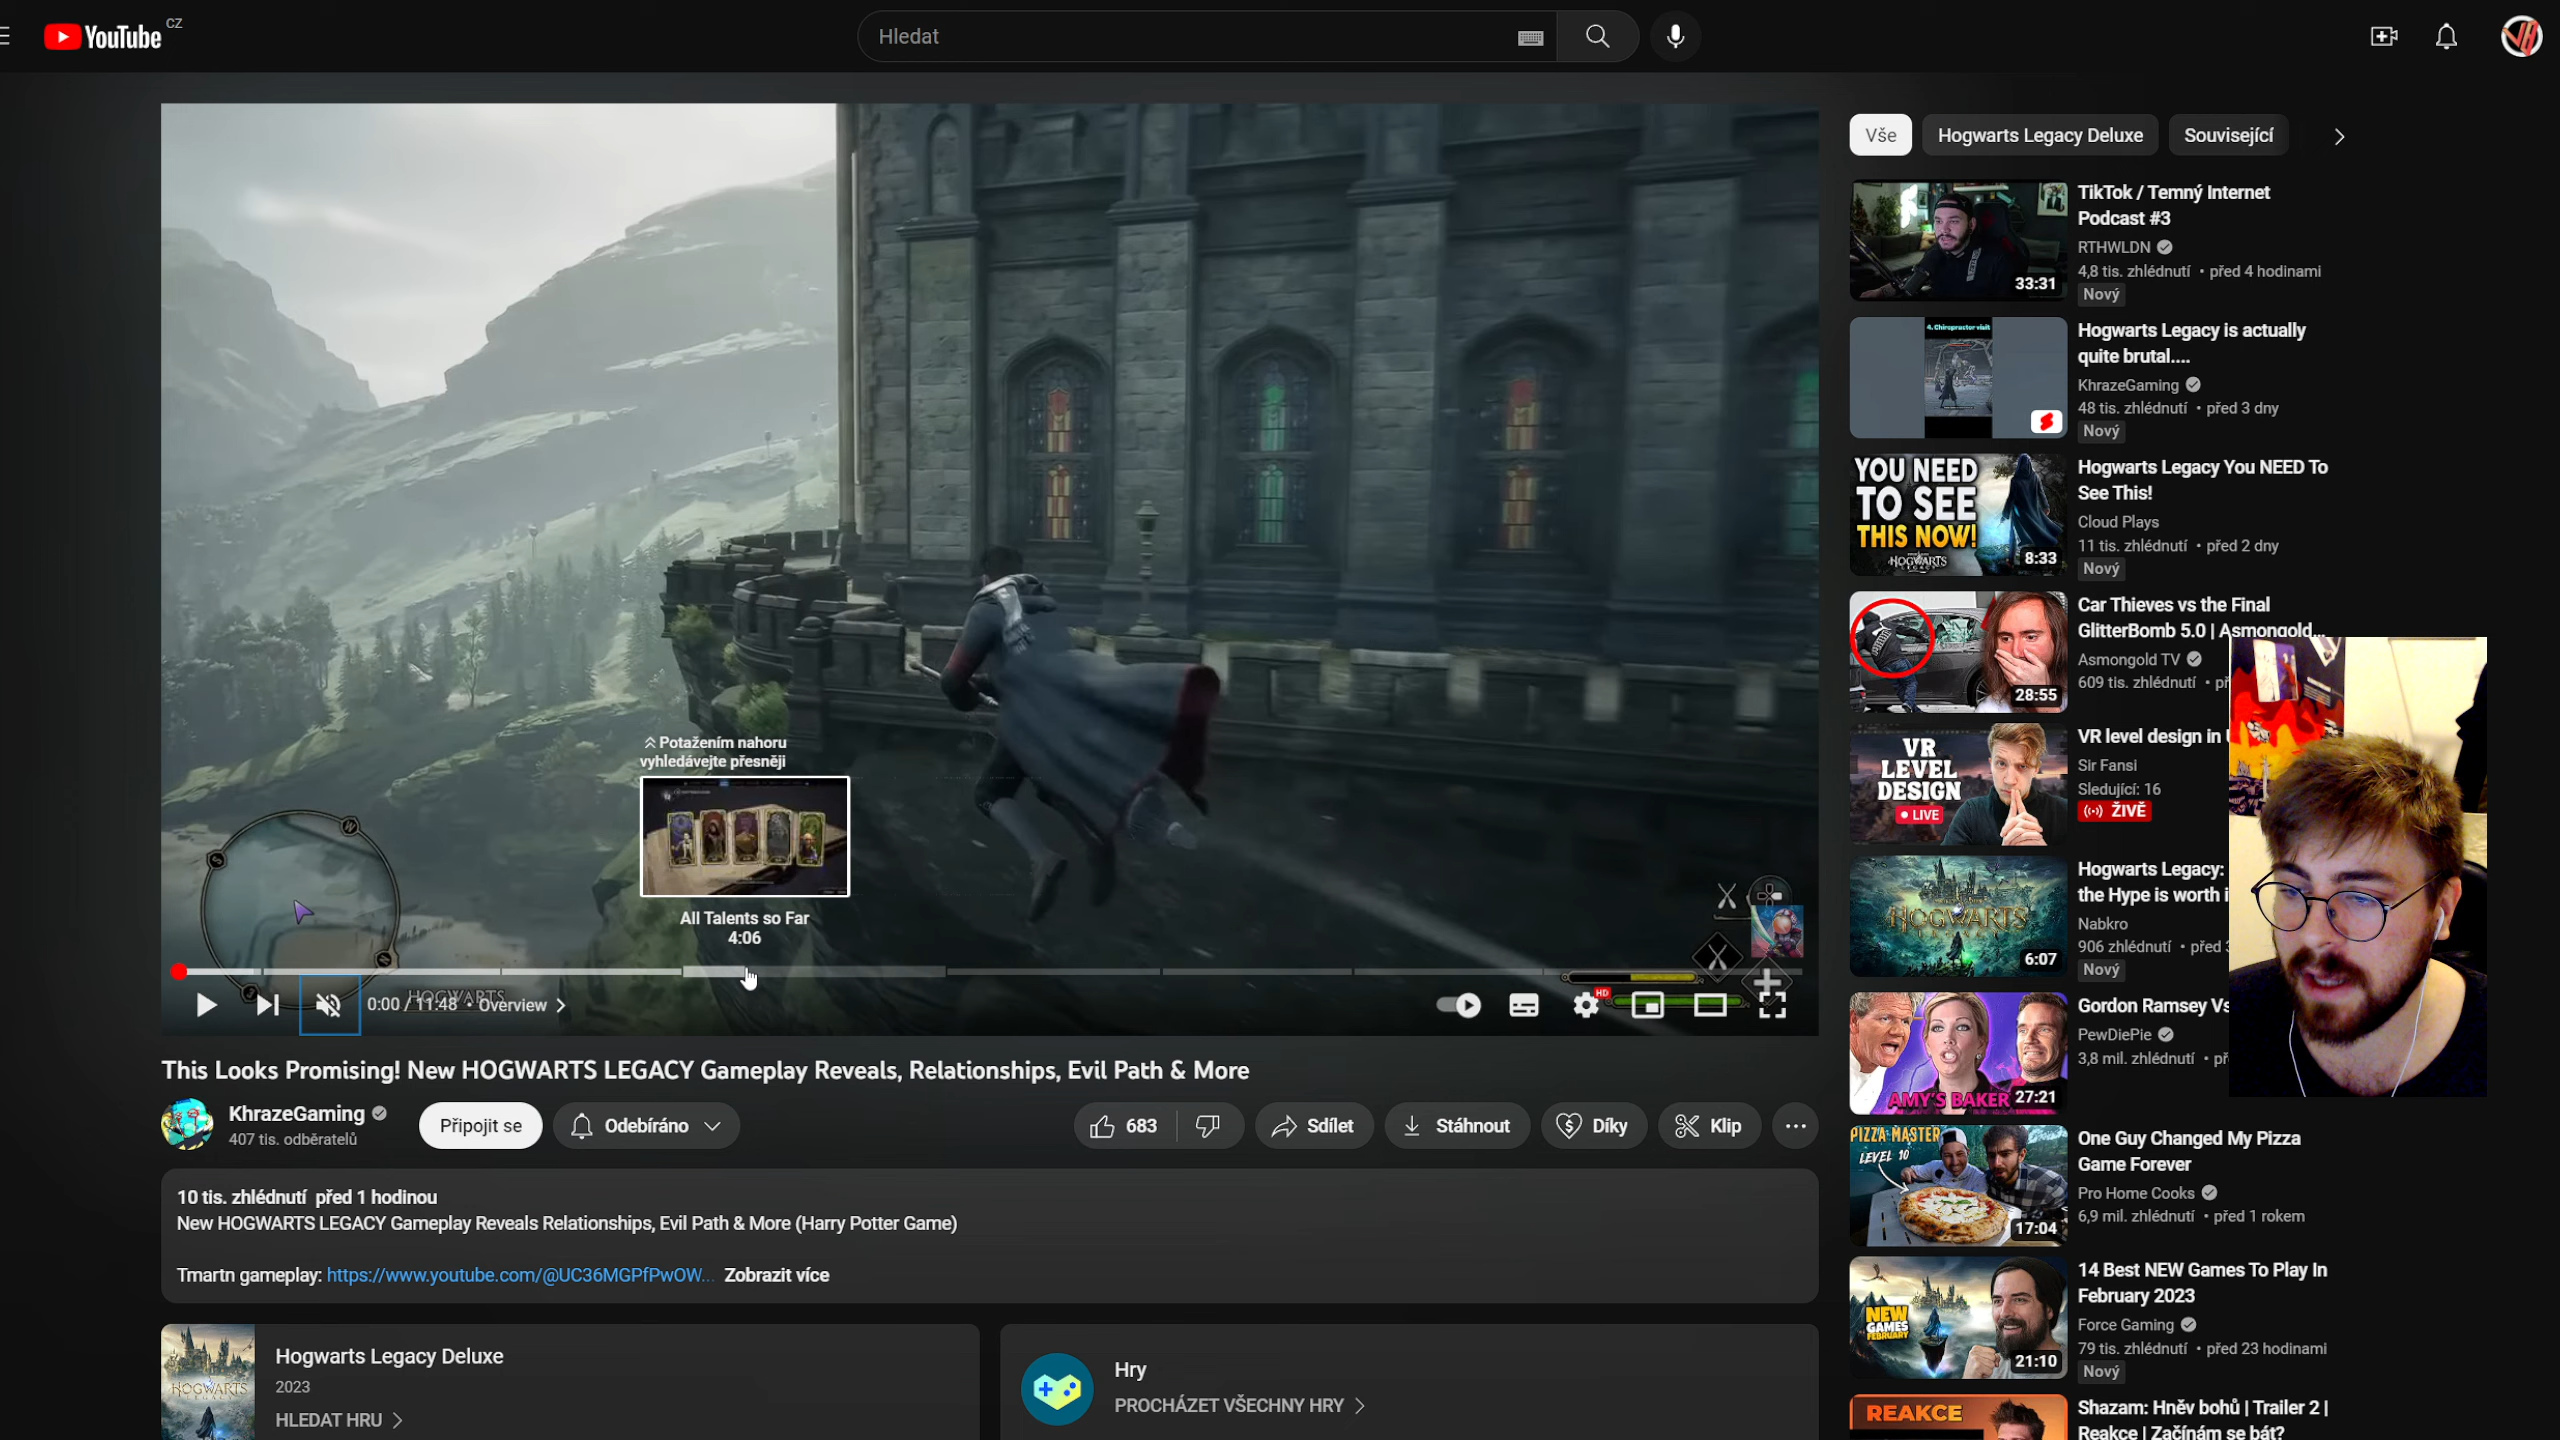 YouTube CZ
Hledat
Potažením nahoru
vyhledávejte přesněji
All Talents so Far
4:06
HOGWARTS
0:00 / 11:48 • Overview
HD
This Looks Promising! New HOGWARTS LEGACY Gameplay Reveals, Relationships, Evil Path & More
KhrazeGaming
407 tis. odběratelů
Připojit se
Odebíráno
683
Sdílet
Stáhnout
Díky
Klip
10 tis. zhlédnutí před 1 hodinou
New HOGWARTS LEGACY Gameplay Reveals Relationships, Evil Path & More (Harry Potter Game)
Tmartn gameplay: https://www.youtube.com/@UC36MGPfPwOW... Zobrazit více
HOGWARTS
Hogwarts Legacy Deluxe
2023
HLEDAT HRU
Hry
PROCHÁZET VŠECHNY HRY
Vše
Hogwarts Legacy Deluxe
Související
33:31
TikTok / Temný Internet
Podcast #3
RTHWLDN
4,8 tis. zhlédnutí • před 4 hodinami
Nový
4. Chiropractor visit
Hogwarts Legacy is actually
quite brutal....
KhrazeGaming
48 tis. zhlédnutí • před 3 dny
Nový
YOU NEED
TO SEE
THIS NOW!
HOGWARTS
8:33
Hogwarts Legacy You NEED To
See This!
Cloud Plays
11 tis. zhlédnutí • před 2 dny
Nový
28:55
Car Thieves vs the Final
GlitterBomb 5.0 | Asmongold...
Asmongold TV
609 tis. zhlédnutí •
VR
LEVEL
DESIGN
LIVE
VR level design in
Sir Fansi
Sledující: 16
ŽIVĚ
HOGWARTS
6:07
Hogwarts Legacy:
the Hype is worth
Nabkro
906 zhlédnutí • před
Nový
AMY'S BAKER
27:21
Gordon Ramsey Vs
PewDiePie
3,8 mil. zhlédnutí •
PIZZA MASTER
LEVEL 10
17:04
One Guy Changed My Pizza
Game Forever
Pro Home Cooks
6,9 mil. zhlédnutí • před 1 rokem
NEW
GAMES
FEBRUARY
21:10
14 Best NEW Games To Play In
February 2023
Force Gaming
79 tis. zhlédnutí • před 23 hodinami
Nový
REAKCE
Shazam: Hněv bohů | Trailer 2 |
Reakce | Začínám se bát?